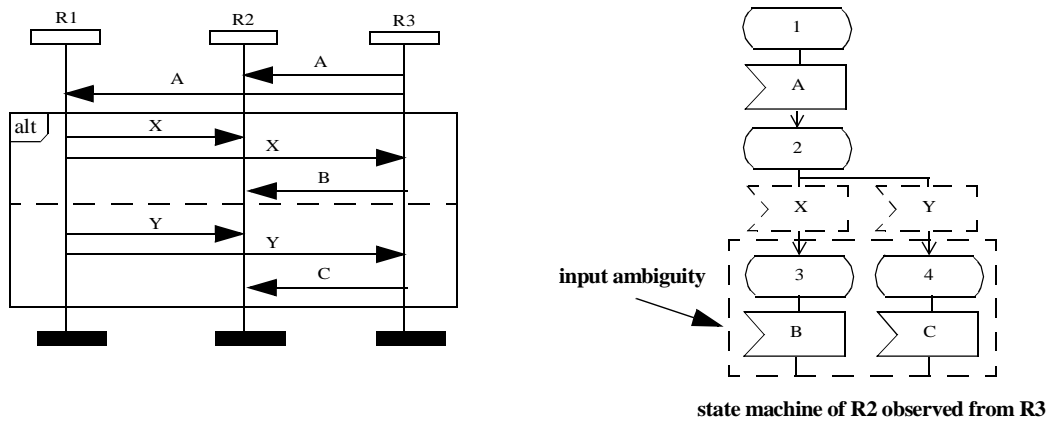 R1 R2 R3
A
A
alt
X
X
B
Y
Y
C
1
A
2
X Y
3 4
input ambiguity
B C
state machine of R2 observed from R3